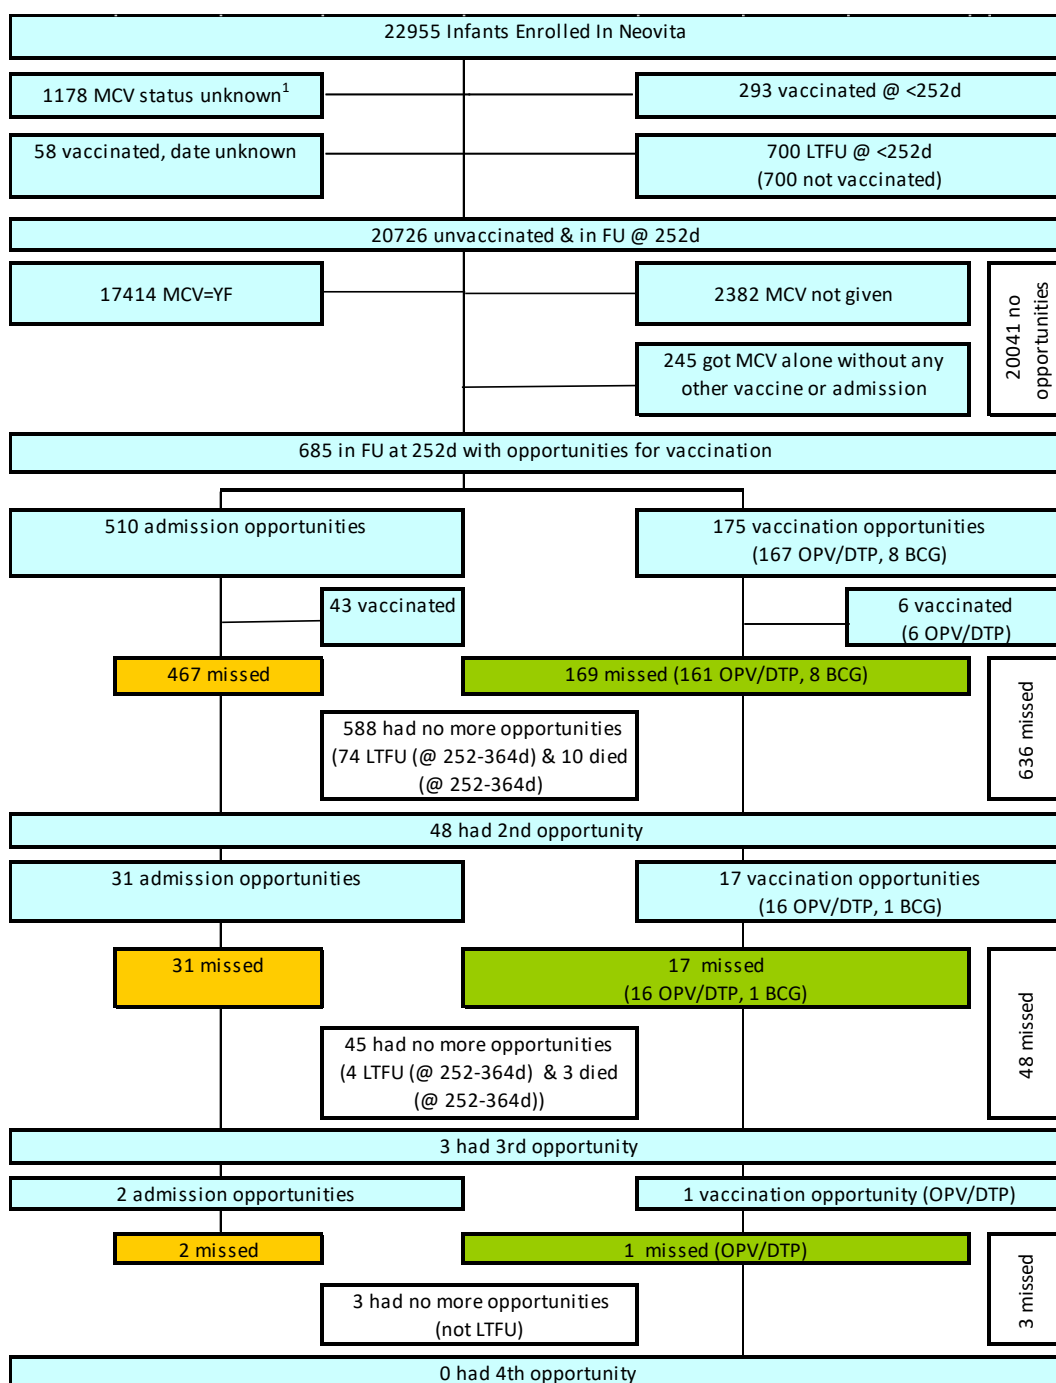 22955 Infants Enrolled In Neovita
1178 MCV status unknown1
293 vaccinated @ <252d
58 vaccinated, date unknown
700 LTFU @ <252d
(700 not vaccinated)
20726 unvaccinated & in FU @ 252d
17414 MCV=YF
2382 MCV not given
20041 no
opportunities
245 got MCV alone without any
other vaccine or admission
685 in FU at 252d with opportunities for vaccination
510 admission opportunities
175 vaccination opportunities
(167 OPV/DTP, 8 BCG)
43 vaccinated
6 vaccinated
(6 OPV/DTP)
467 missed
169 missed (161 OPV/DTP, 8 BCG)
636 missed
588 had no more opportunities
(74 LTFU (@ 252-364d) & 10 died
(@ 252-364d)
48 had 2nd opportunity
31 admission opportunities
17 vaccination opportunities
(16 OPV/DTP, 1 BCG)
31 missed
17 missed
(16 OPV/DTP, 1 BCG)
48 missed
45 had no more opportunities
(4 LTFU (@ 252-364d) & 3 died
(@ 252-364d))
3 had 3rd opportunity
2 admission opportunities
1 vaccination opportunity (OPV/DTP)
2 missed
1 missed (OPV/DTP)
3 missed
3 had no more opportunities
(not LTFU)
0 had 4th opportunity